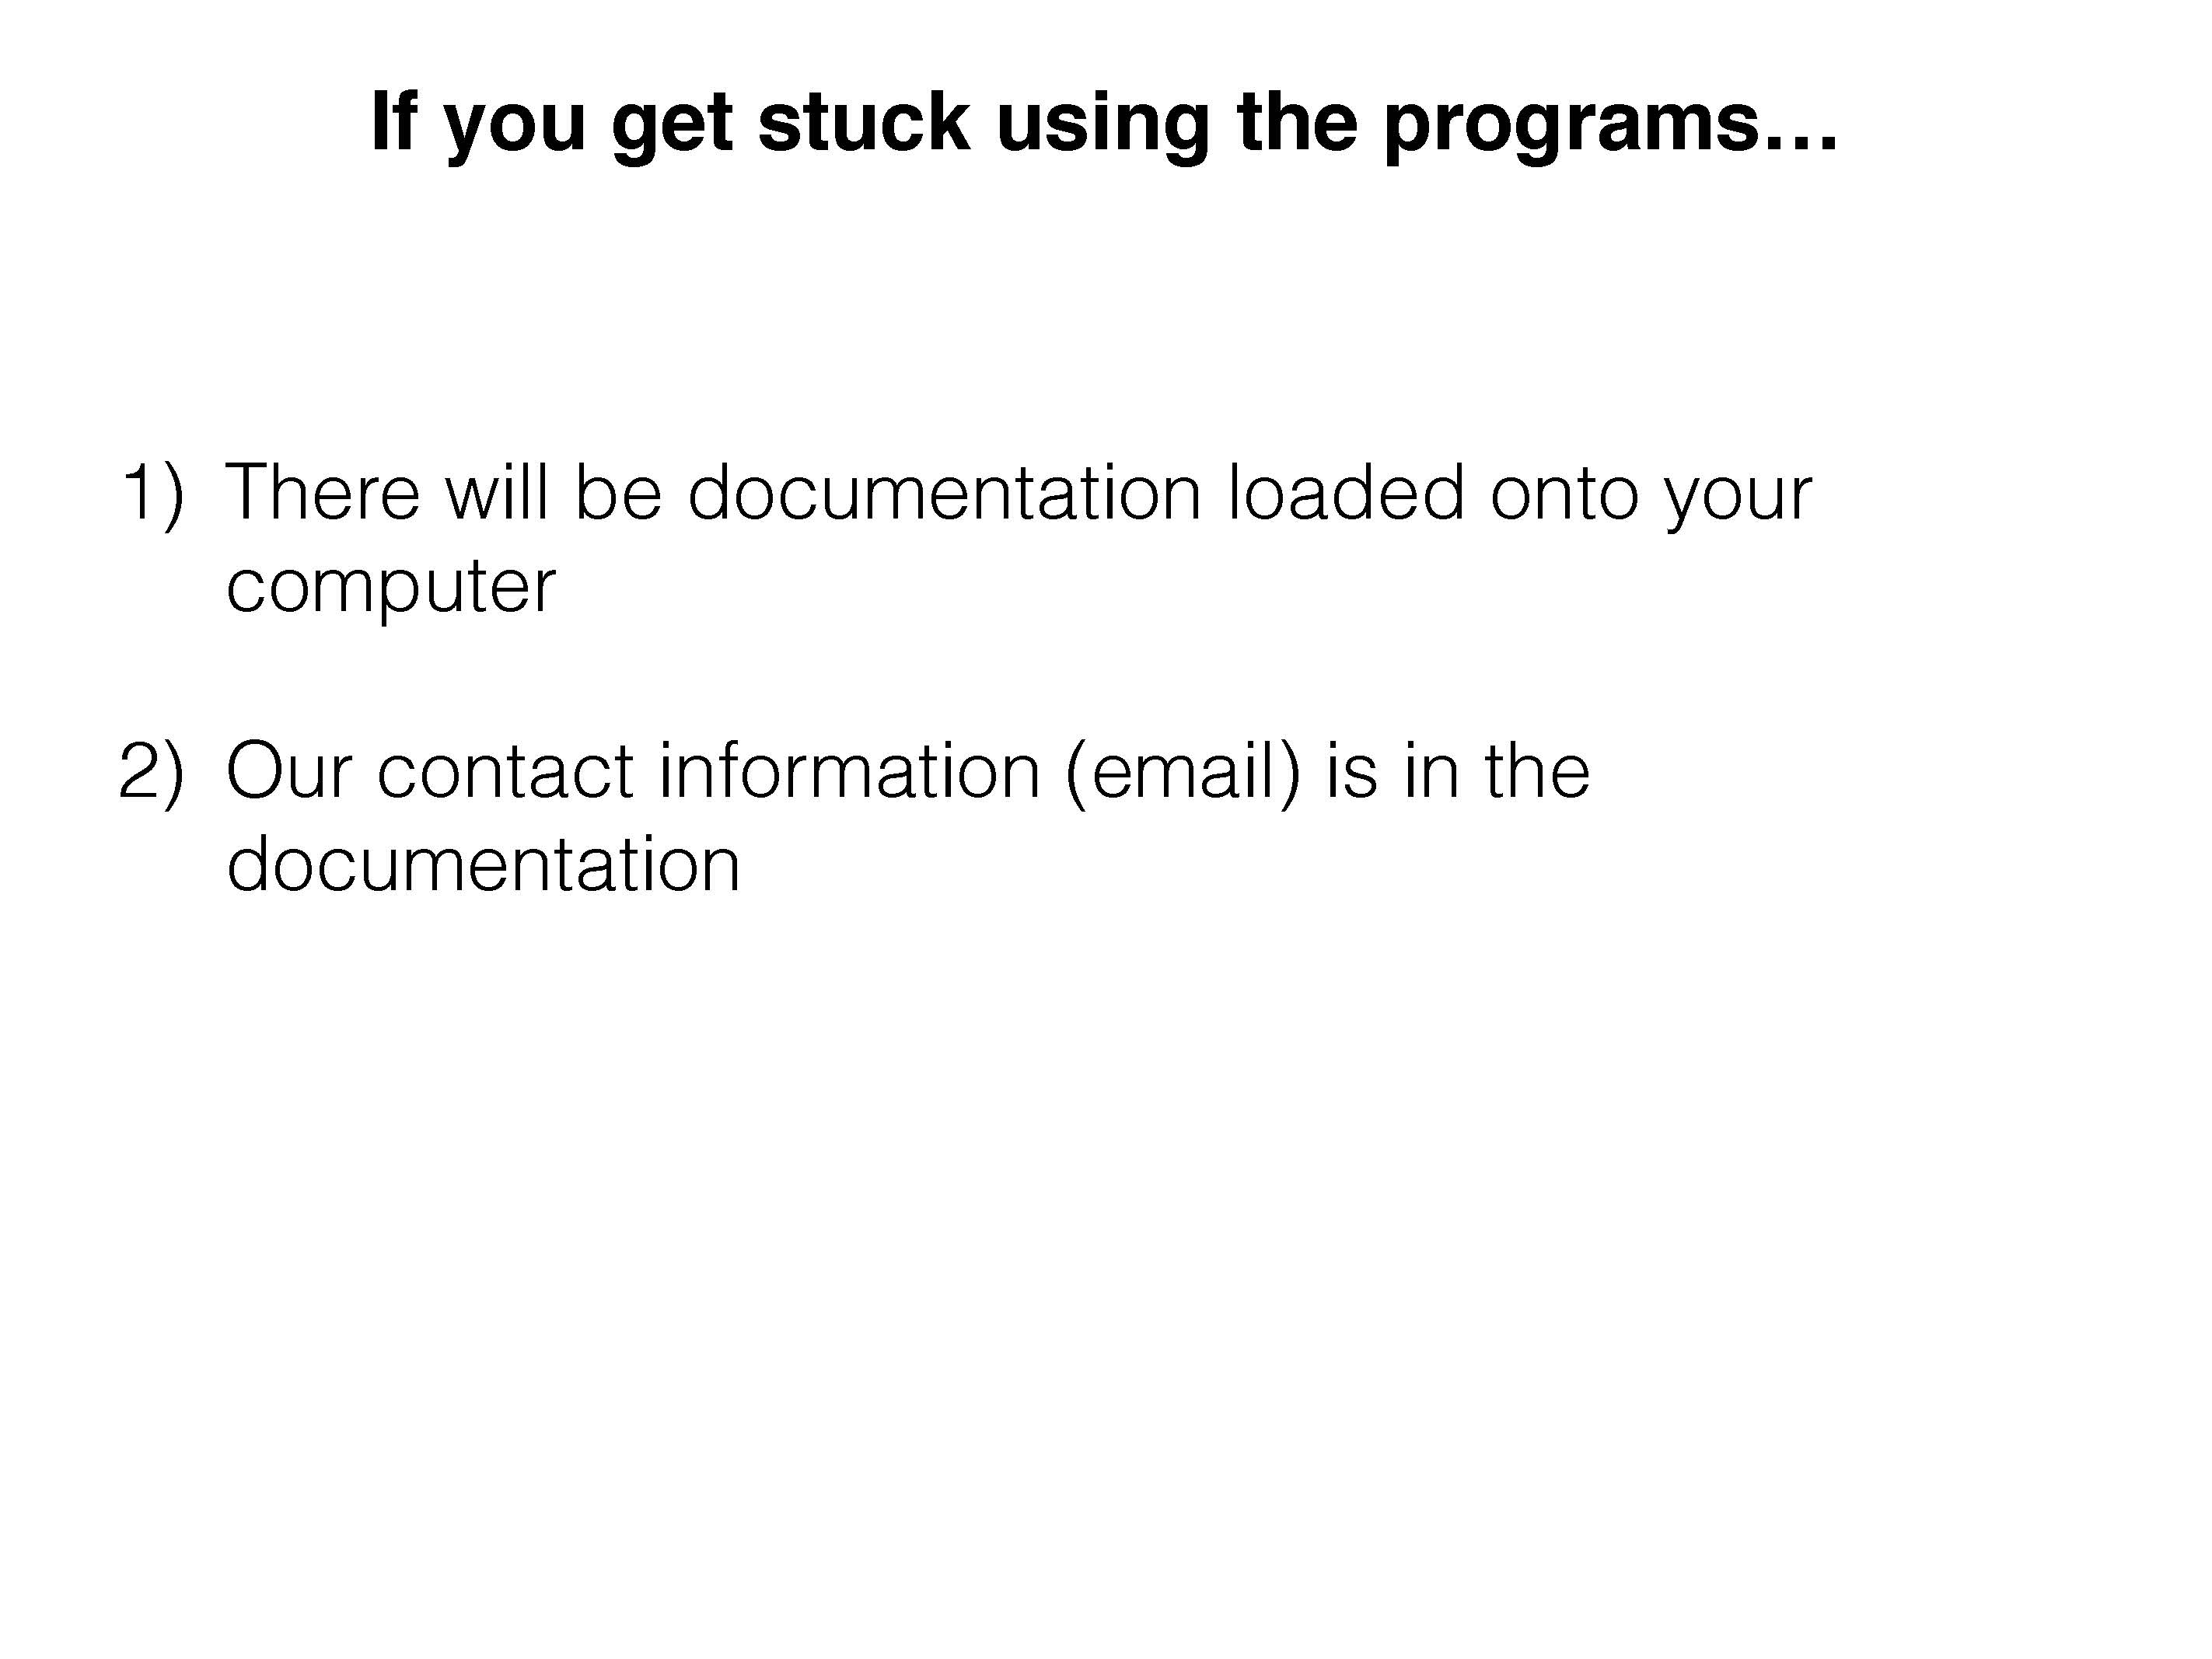 If you get stuck using the programs…
1) There will be documentation loaded onto your
computer
2) Our contact information (email) is in the
documentation